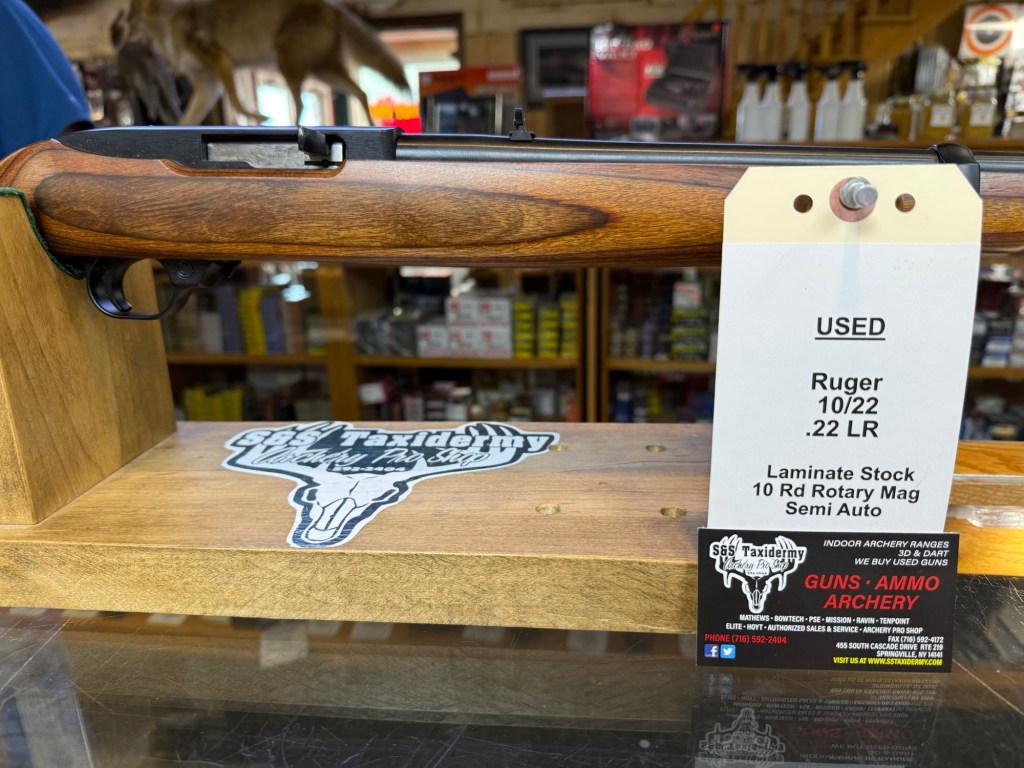 USED
Ruger
10/22
.22 LR
Laminate Stock
10 Rd Rotary Mag
Semi Auto
S&S Taxidermy
Archery Pro Shop
592-2404
S&S Taxidermy
Archery Pro Shop
INDOOR ARCHERY RANGES
3D & DART
WE BUY USED GUNS
GUNS • AMMO
ARCHERY
MATHEWS • BOWTECH • PSE • MISSION • RAVIN • TENPOINT
ELITE • HOYT • AUTHORIZED SALES & SERVICE • ARCHERY PRO SHOP
PHONE (716) 592-2404
FAX (716) 592-4172
455 SOUTH CASCADE DRIVE RTE 219
SPRINGVILLE, NY 14141
VISIT US AT WWW.SSTAXIDERMY.COM